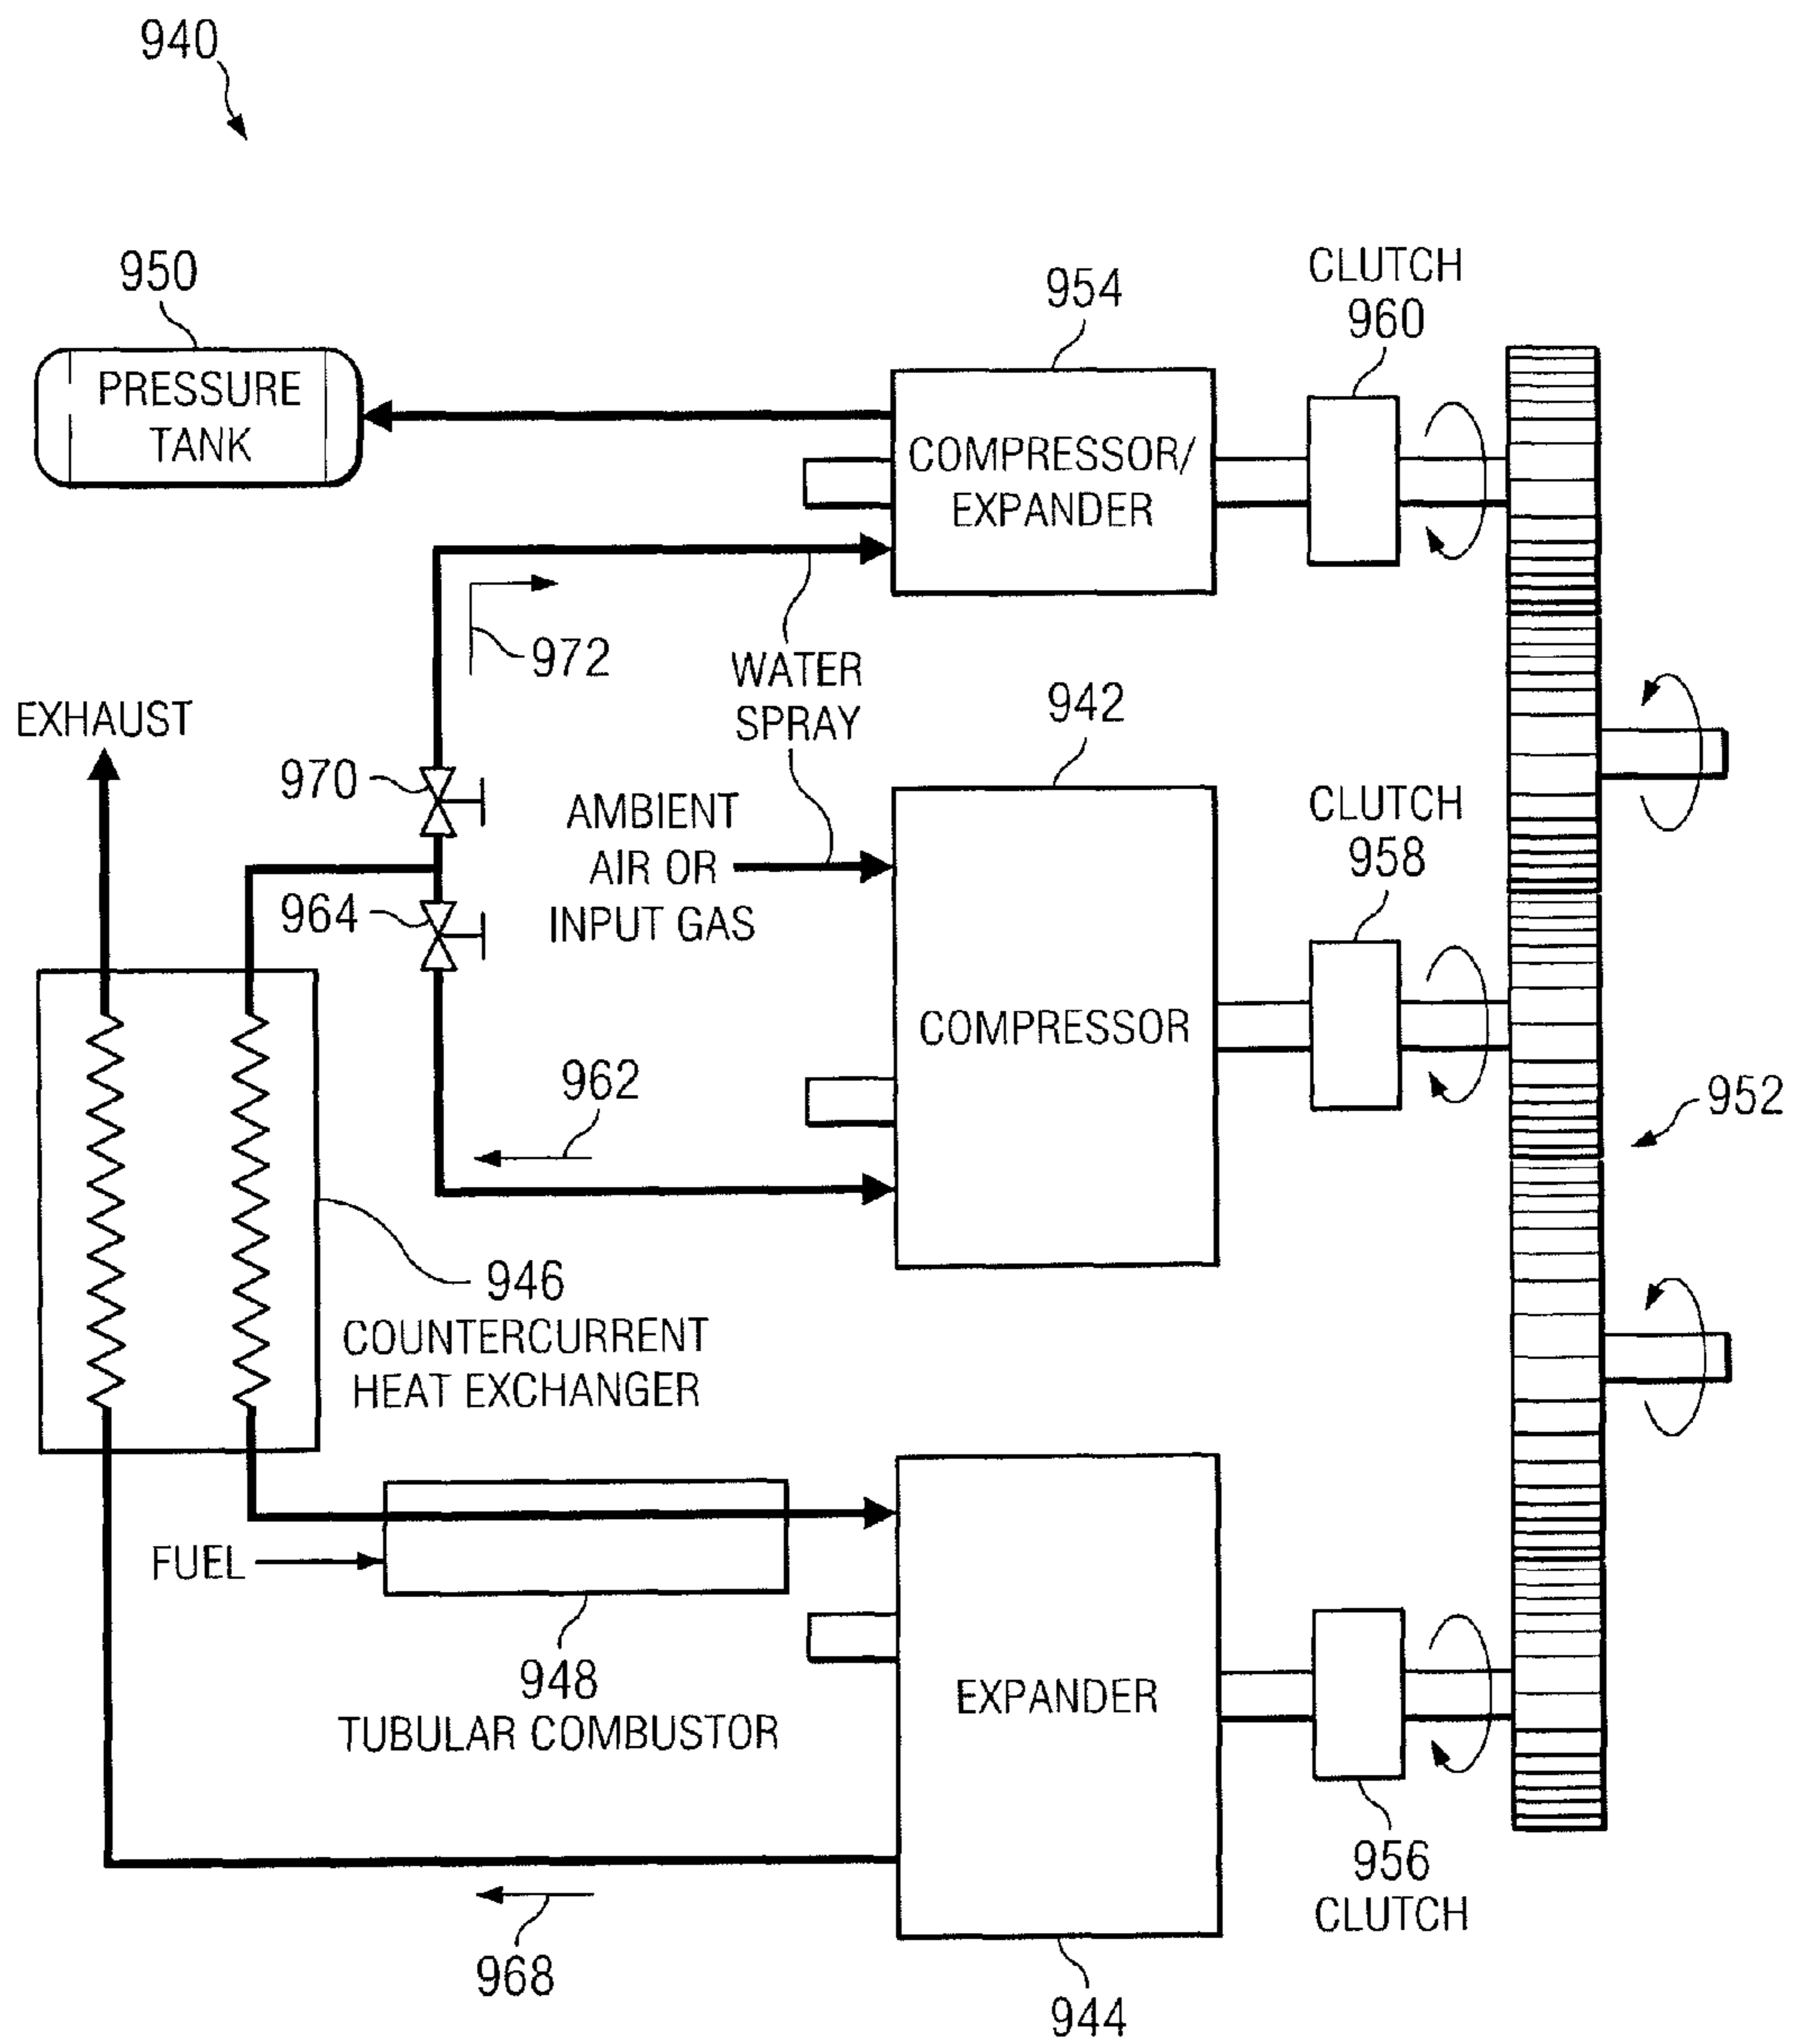 940
950
PRESSURE
TANK
954
COMPRESSOR/
EXPANDER
CLUTCH
960
972
WATER
SPRAY
EXHAUST
970
964
AMBIENT
AIR OR
INPUT GAS
942
COMPRESSOR
CLUTCH
958
962
952
946
COUNTERCURRENT
HEAT EXCHANGER
FUEL
948
TUBULAR COMBUSTOR
EXPANDER
956
CLUTCH
968
944